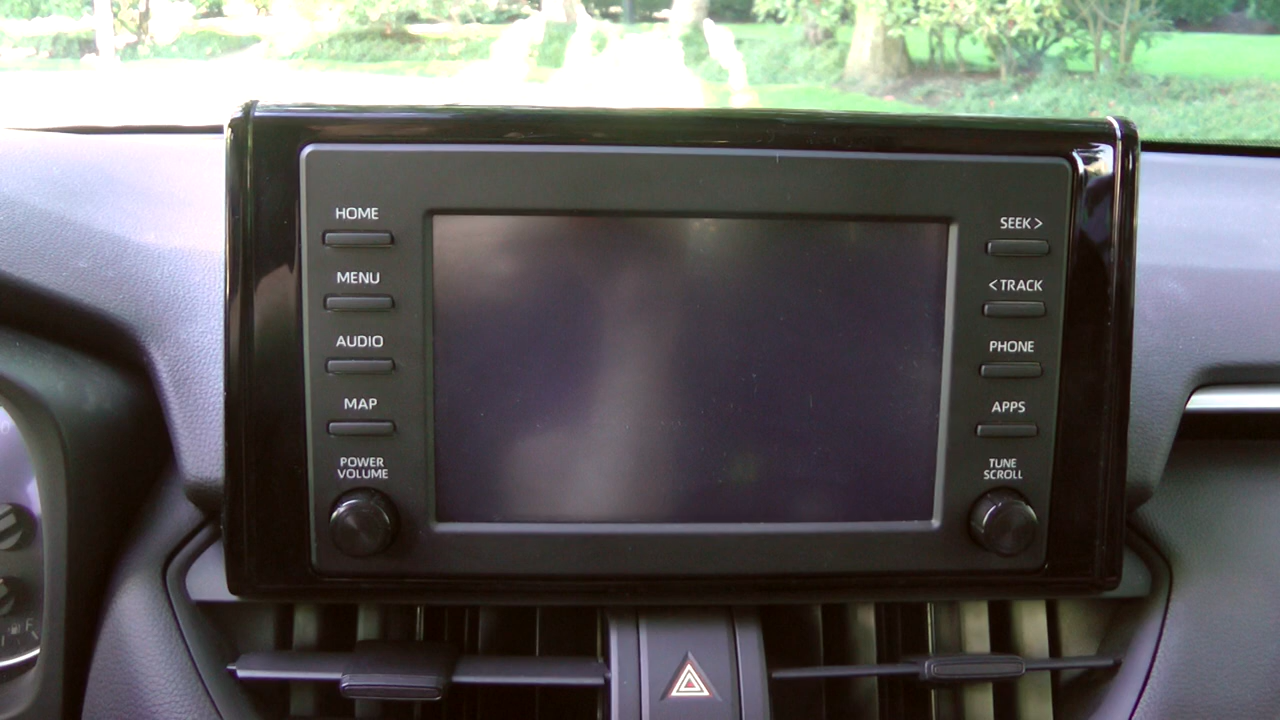 HOME
MENU
AUDIO
MAP
POWER
VOLUME
SEEK >
< TRACK
PHONE
APPS
TUNE
SCROLL
F